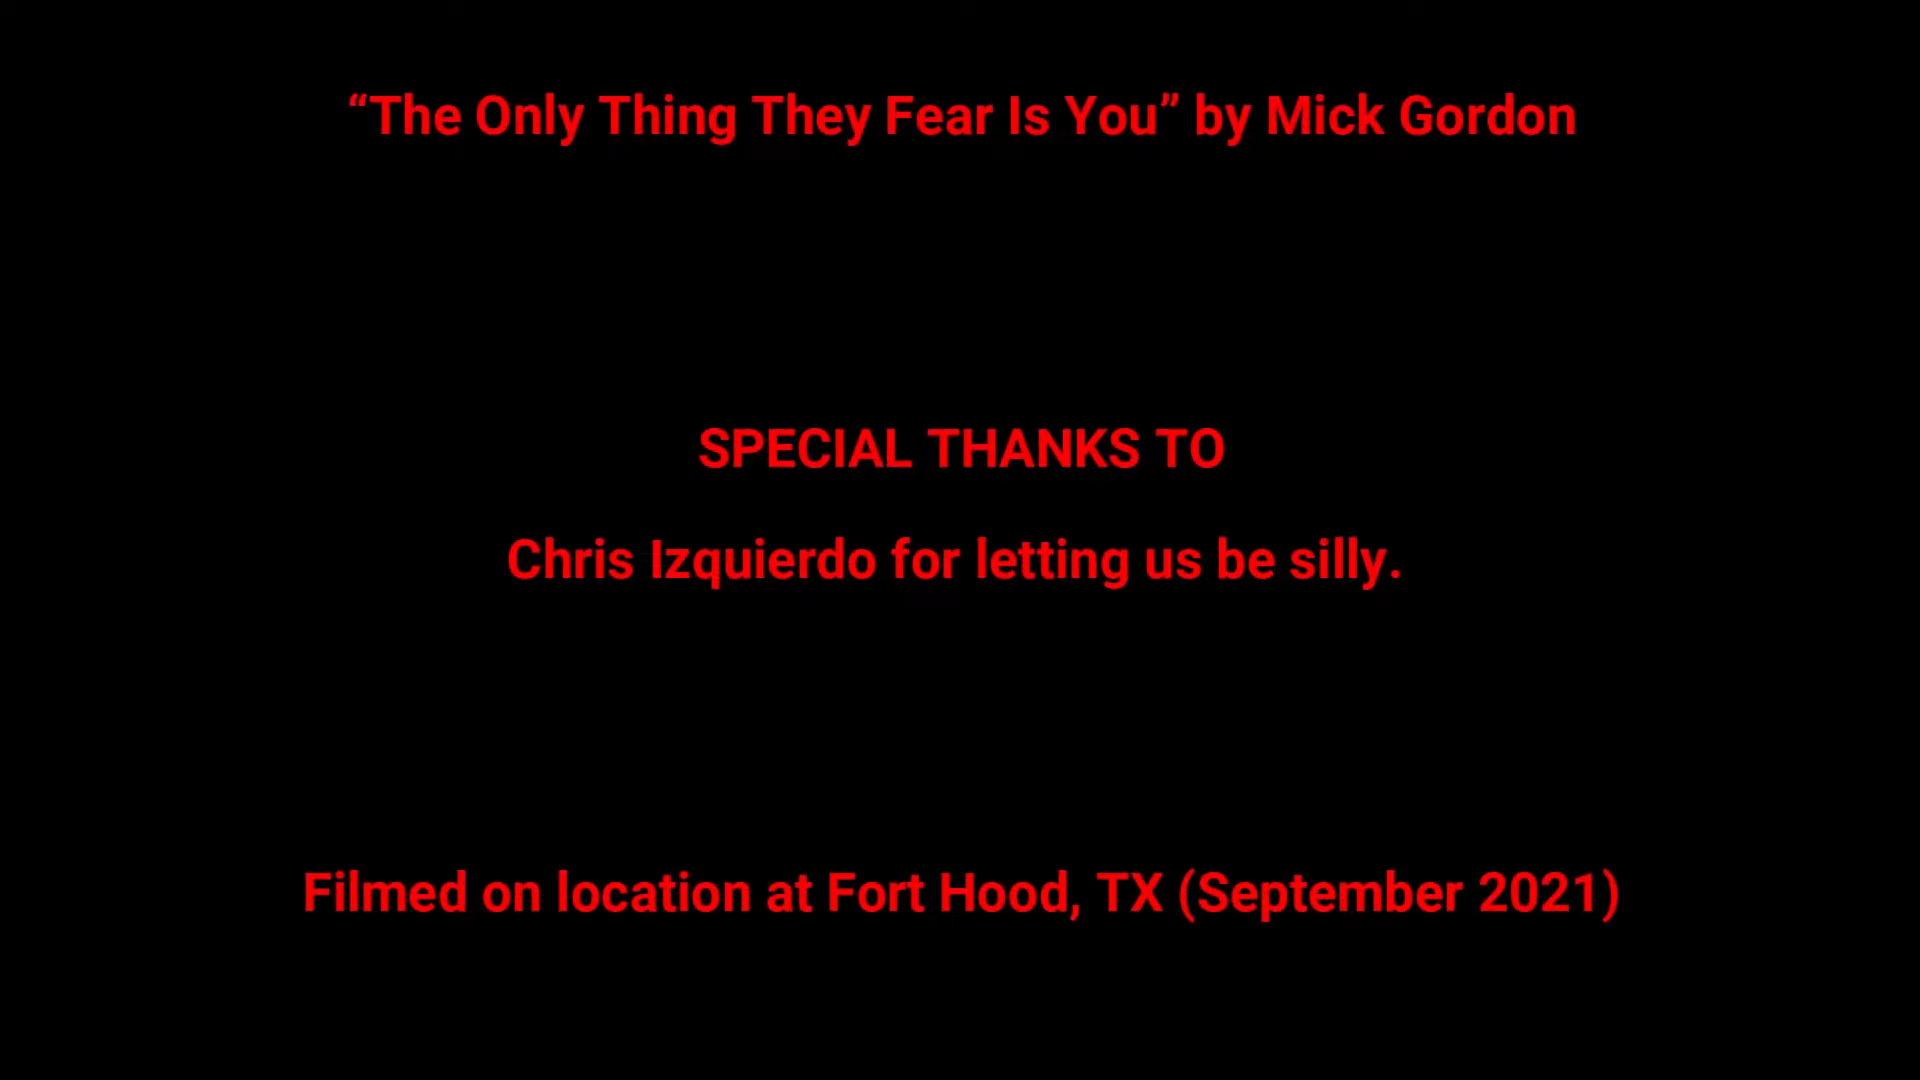 “The Only Thing They Fear Is You” by Mick Gordon
SPECIAL THANKS TO
Chris Izquierdo for letting us be silly.
Filmed on location at Fort Hood, TX (September 2021)